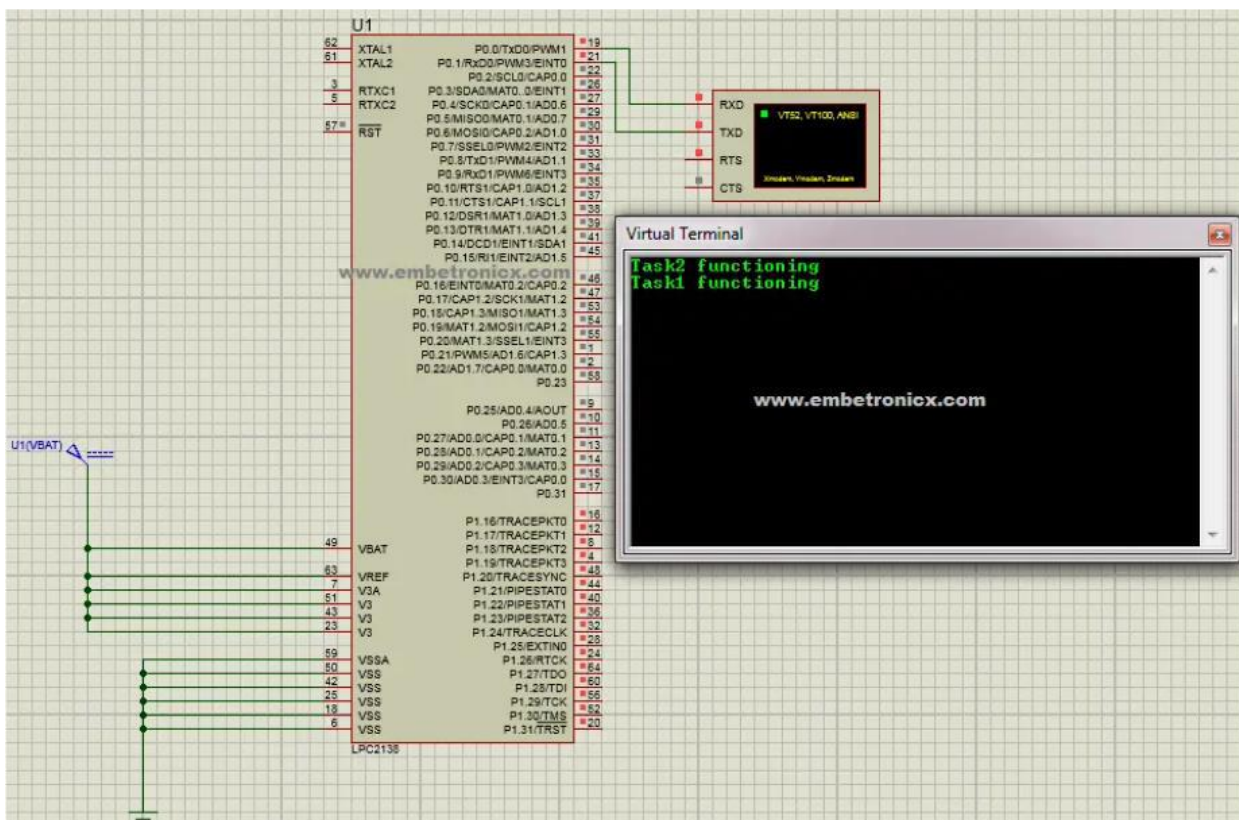 U1
62 XTAL1
61 XTAL2
3 RTXC1
5 RTXC2
57 RST
P0.0/TxD0/PWM1 19
P0.1/RxD0/PWM3/EINT0 21
P0.2/SCL0/CAP0.0 22
P0.3/SDA0/MAT0..0/EINT1 26
P0.4/SCK0/CAP0.1/AD0.6 27
P0.5/MISO0/MAT0.1/AD0.7 29
P0.6/MOSI0/CAP0.2/AD1.0 30
P0.7/SSEL0/PWM2/EINT2 31
P0.8/TxD1/PWM4/AD1.1 33
P0.9/RxD1/PWM6/EINT3 34
P0.10/RTS1/CAP1.0/AD1.2 35
P0.11/CTS1/CAP1.1/SCL1 37
P0.12/DSR1/MAT1.0/AD1.3 38
P0.13/DTR1/MAT1.1/AD1.4 39
P0.14/DCD1/EINT1/SDA1 41
P0.15/RI1/EINT2/AD1.5 45
www.embetronicx.com
P0.16/EINT0/MAT0.2/CAP0.2 46
P0.17/CAP1.2/SCK1/MAT1.2 47
P0.18/CAP1.3/MISO1/MAT1.3 53
P0.19/MAT1.2/MOSI1/CAP1.2 54
P0.20/MAT1.3/SSEL1/EINT3 55
P0.21/PWM5/AD1.6/CAP1.3 1
P0.22/AD1.7/CAP0.0/MAT0.0 2
P0.23 58
P0.25/AD0.4/AOUT 9
P0.26/AD0.5 10
P0.27/AD0.0/CAP0.1/MAT0.1 11
P0.28/AD0.1/CAP0.2/MAT0.2 13
P0.29/AD0.2/CAP0.3/MAT0.3 14
P0.30/AD0.3/EINT3/CAP0.0 15
P0.31 17
P1.16/TRACEPKT0 16
P1.17/TRACEPKT1 12
P1.18/TRACEPKT2 8
P1.19/TRACEPKT3 4
P1.20/TRACESYNC 48
P1.21/PIPESTAT0 44
P1.22/PIPESTAT1 40
P1.23/PIPESTAT2 36
P1.24/TRACECLK 32
P1.25/EXTIN0 28
P1.26/RTCK 24
P1.27/TDO 64
P1.28/TDI 60
P1.29/TCK 56
P1.30/TMS 52
P1.31/TRST 20
U1(VBAT)
49 VBAT
63 VREF
7 V3A
51 V3
43 V3
23 V3
59 VSSA
50 VSS
42 VSS
25 VSS
18 VSS
6 VSS
LPC2138
RXD
TXD
RTS
CTS
VT52, VT100, ANSI
Xmodem, Ymodem, Zmodem
Virtual Terminal
Task2 functioning
Task1 functioning
www.embetronicx.com